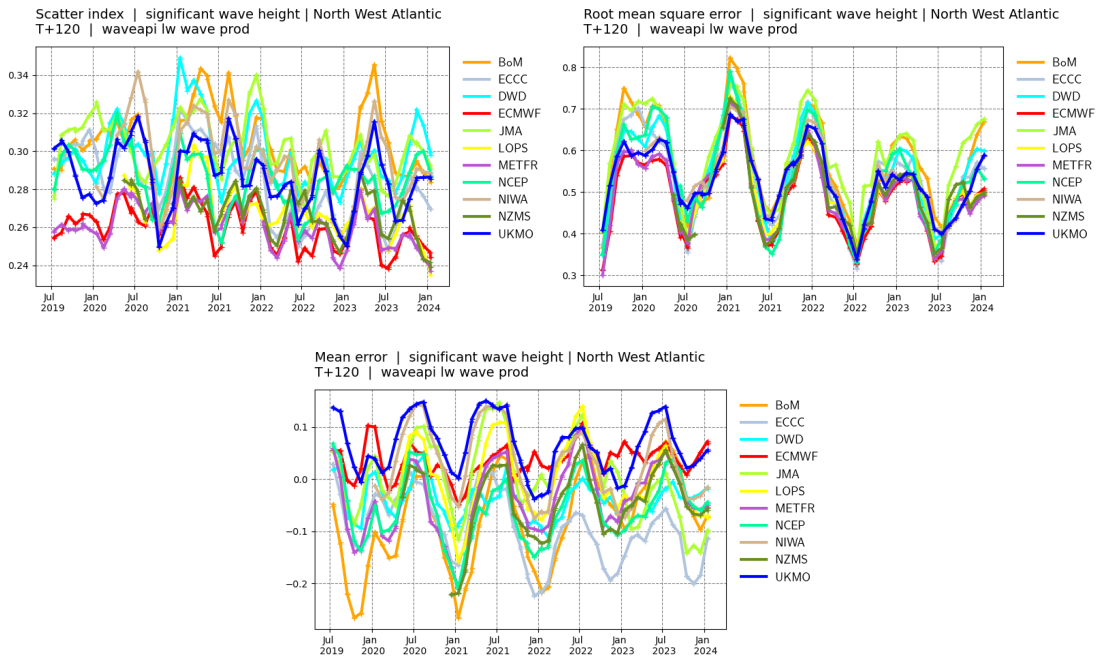 Scatter index | significant wave height | North West Atlantic
T+120 | waveapi lw wave prod
0.34
0.32
0.30
0.28
0.26
0.24
Jul
2019
Jan
2020
Jul
2020
Jan
2021
Jul
2021
Jan
2022
Jul
2022
Jan
2023
Jul
2023
Jan
2024
BoM
ECCC
DWD
ECMWF
JMA
LOPS
METFR
NCEP
NIWA
NZMS
UKMO
Root mean square error | significant wave height | North West Atlantic
T+120 | waveapi lw wave prod
0.8
0.7
0.6
0.5
0.4
0.3
Jul
2019
Jan
2020
Jul
2020
Jan
2021
Jul
2021
Jan
2022
Jul
2022
Jan
2023
Jul
2023
Jan
2024
BoM
ECCC
DWD
ECMWF
JMA
LOPS
METFR
NCEP
NIWA
NZMS
UKMO
Mean error | significant wave height | North West Atlantic
T+120 | waveapi lw wave prod
0.1
0.0
−0.1
−0.2
Jul
2019
Jan
2020
Jul
2020
Jan
2021
Jul
2021
Jan
2022
Jul
2022
Jan
2023
Jul
2023
Jan
2024
BoM
ECCC
DWD
ECMWF
JMA
LOPS
METFR
NCEP
NIWA
NZMS
UKMO